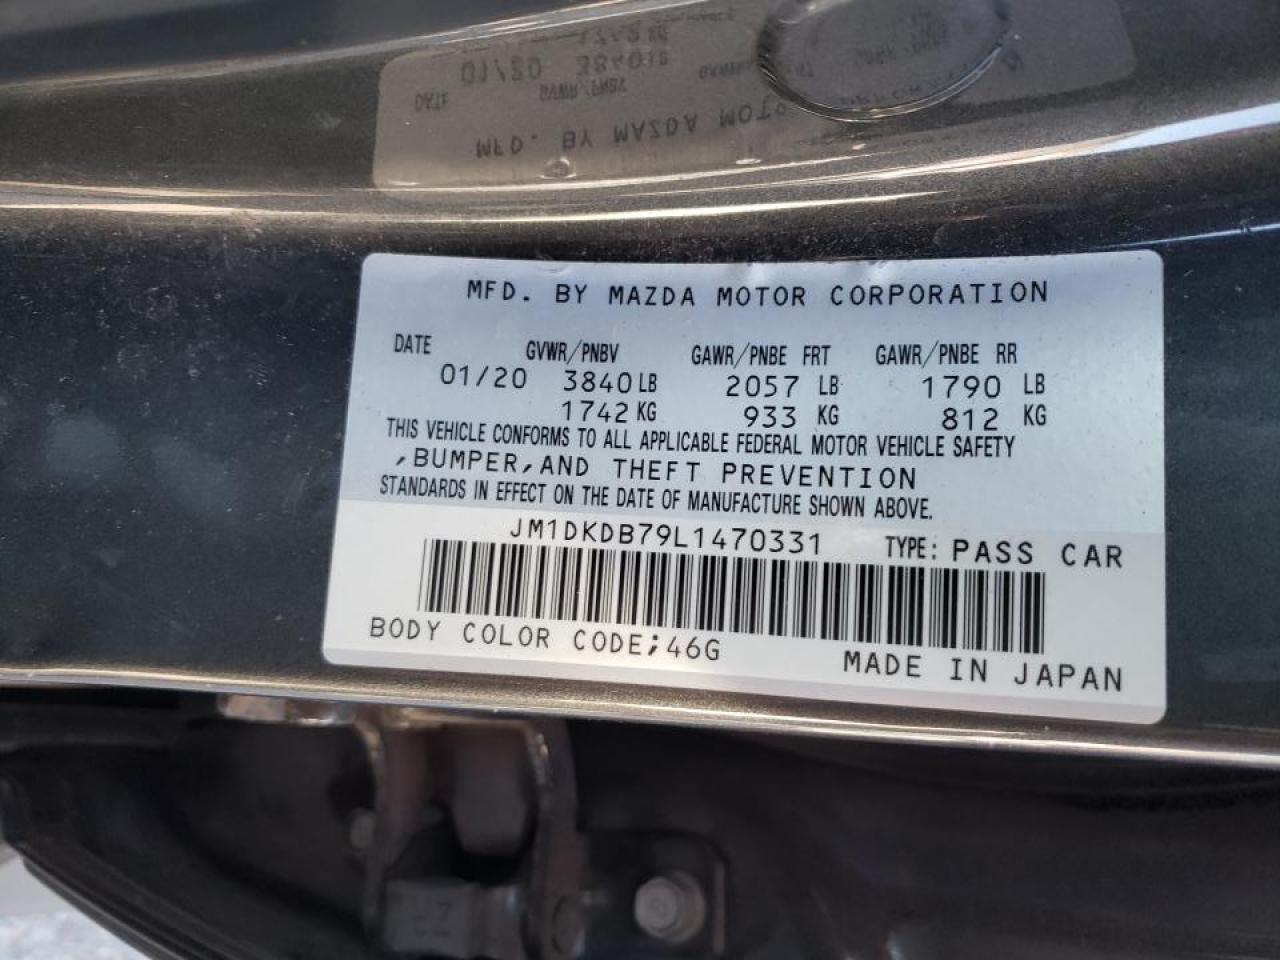 MFD. BY MAZDA MOTOR CORPORATION
DATE GVWR/PNBV GAWR/PNBE FRT GAWR/PNBE RR
01/20 3840 LB 2057 LB 1790 LB
1742 KG 933 KG 812 KG
THIS VEHICLE CONFORMS TO ALL APPLICABLE FEDERAL MOTOR VEHICLE SAFETY
,BUMPER,AND THEFT PREVENTION
STANDARDS IN EFFECT ON THE DATE OF MANUFACTURE SHOWN ABOVE.
JM1DKDB79L1470331 TYPE: PASS CAR
BODY COLOR CODE;46G
MADE IN JAPAN